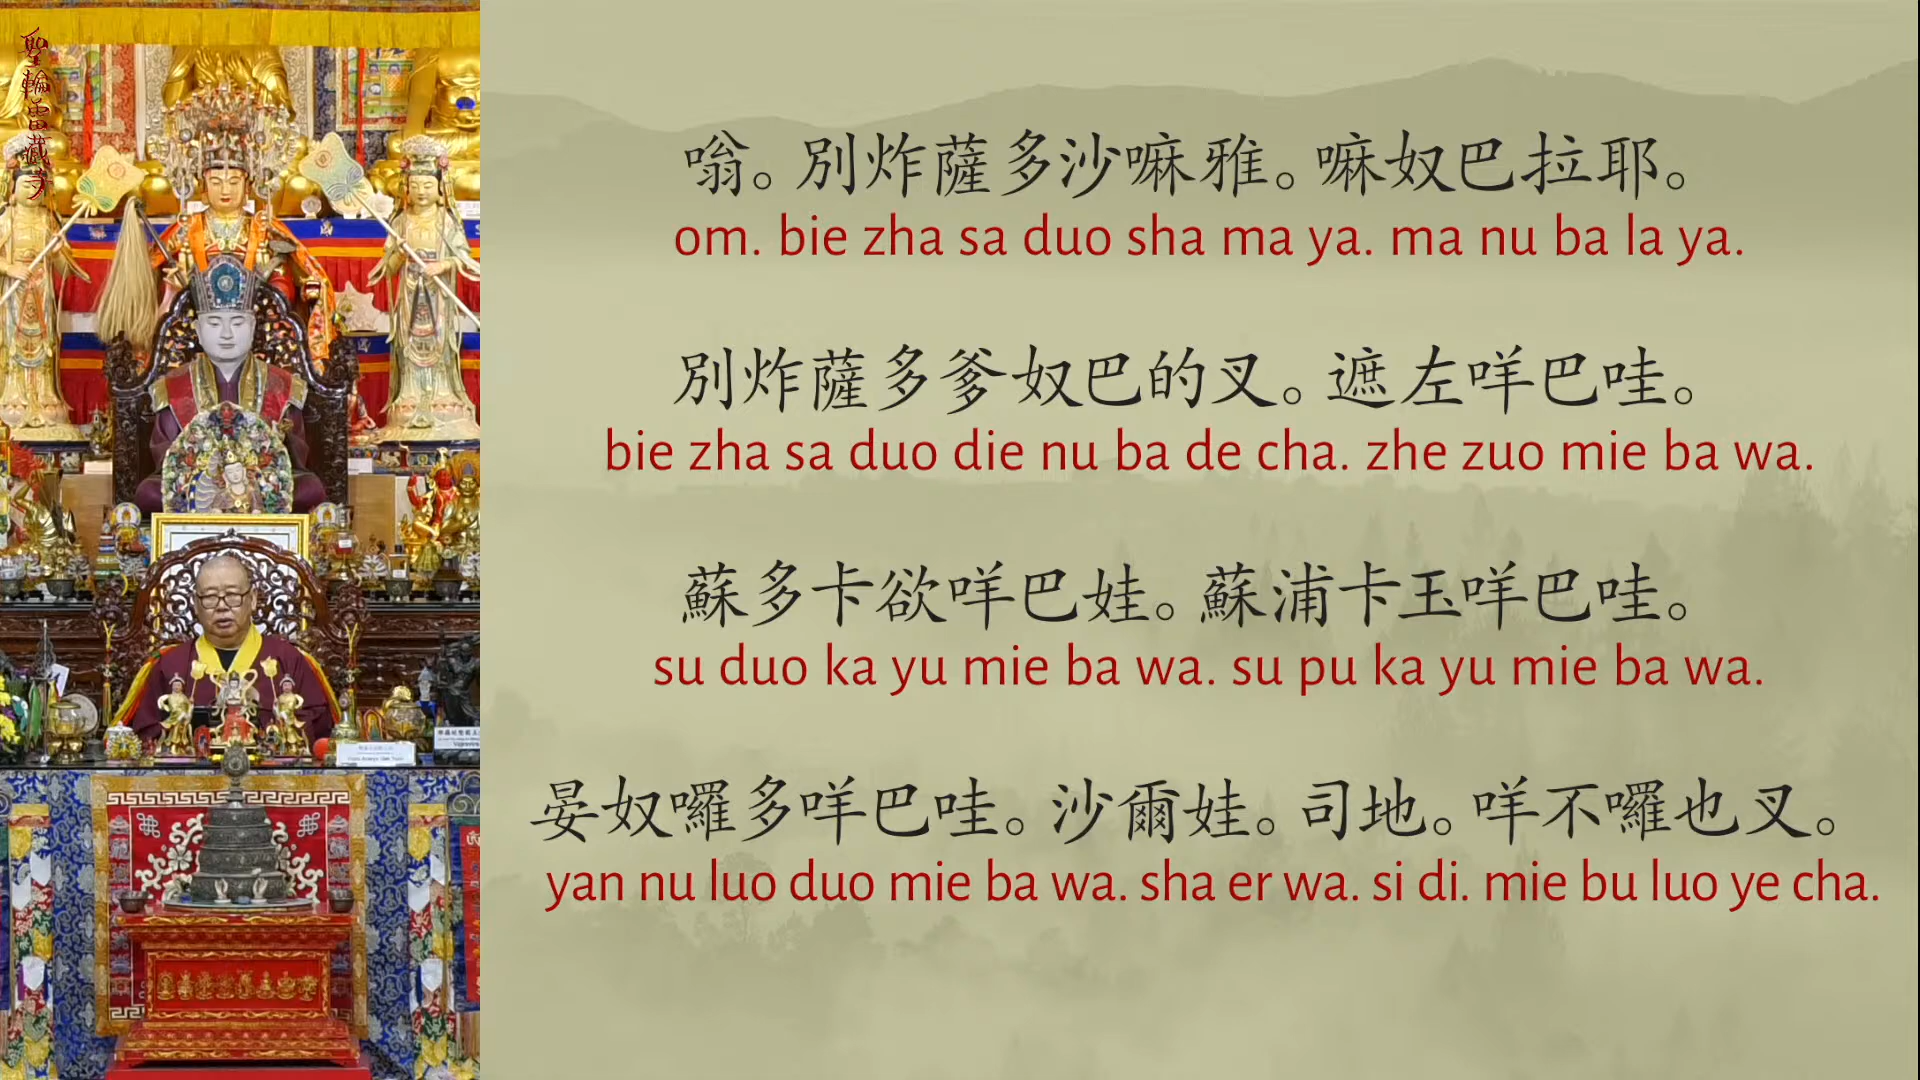 聖輪雷藏寺
嗡。別炸薩多沙嘛雅。嘛奴巴拉耶。
om. bie zha sa duo sha ma ya. ma nu ba la ya.
別炸薩多爹奴巴的叉。遮左咩巴哇。
bie zha sa duo die nu ba de cha. zhe zuo mie ba wa.
蘇多卡欲咩巴娃。蘇浦卡玉咩巴哇。
su duo ka yu mie ba wa. su pu ka yu mie ba wa.
晏奴囉多咩巴哇。沙爾娃。司地。咩不囉也叉。
yan nu luo duo mie ba wa. sha er wa. si di. mie bu luo ye cha.